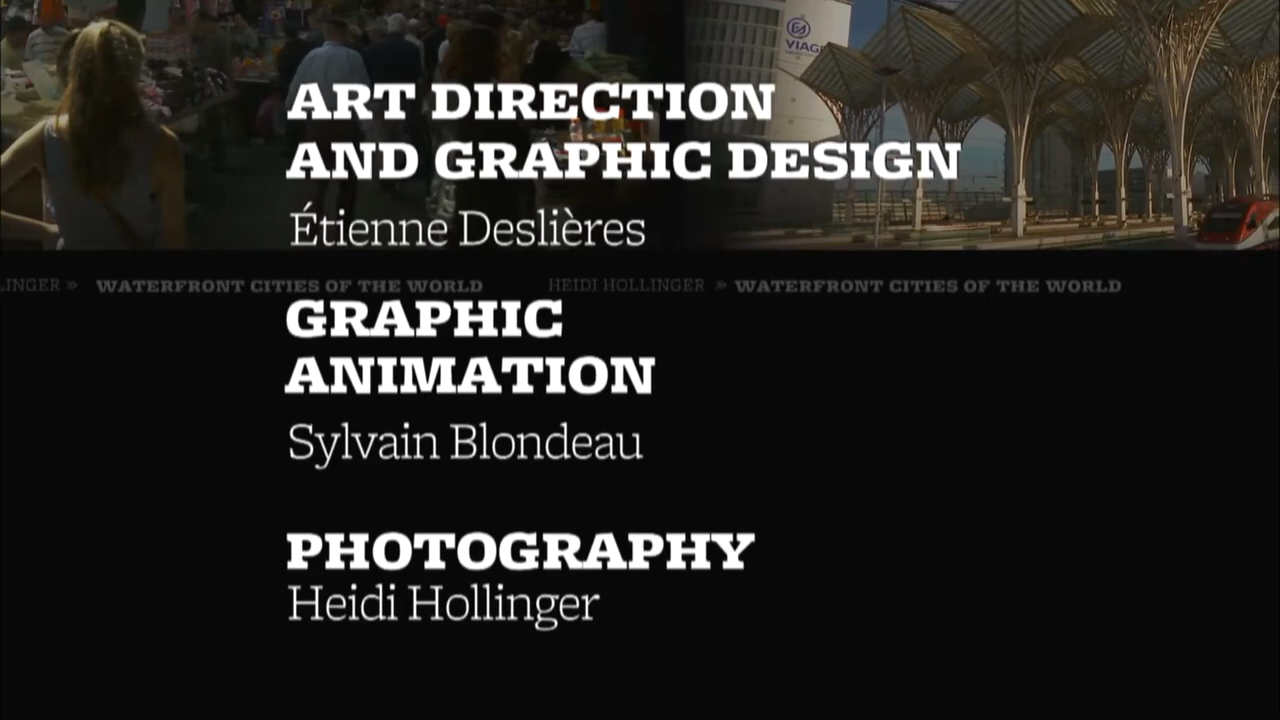 VIAG
ART DIRECTION
AND GRAPHIC DESIGN
Étienne Deslières
LINGER » WATERFRONT CITIES OF THE WORLD HEIDI HOLLINGER » WATERFRONT CITIES OF THE WORLD
GRAPHIC
ANIMATION
Sylvain Blondeau
PHOTOGRAPHY
Heidi Hollinger